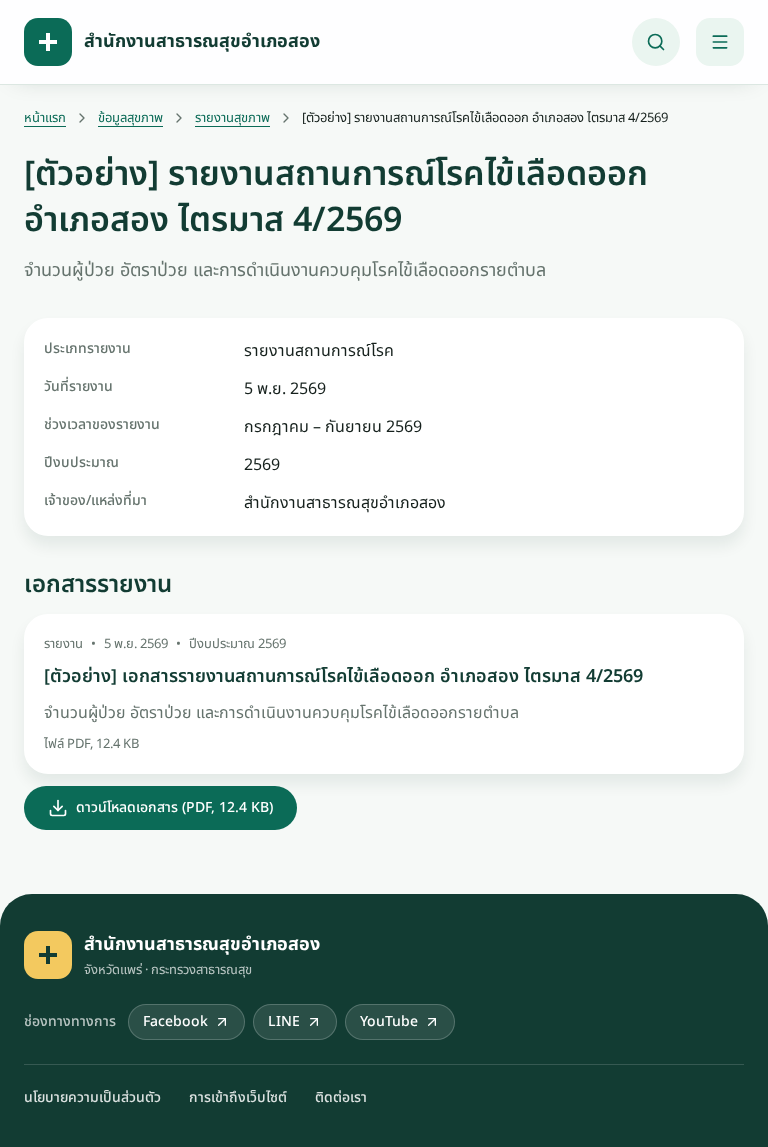 สำนักงานสาธารณสุขอำเภอสอง
หน้าแรก > ข้อมูลสุขภาพ > รายงานสุขภาพ > [ตัวอย่าง] รายงานสถานการณ์โรคไข้เลือดออก อำเภอสอง ไตรมาส 4/2569
[ตัวอย่าง] รายงานสถานการณ์โรคไข้เลือดออก
อำเภอสอง ไตรมาส 4/2569
จำนวนผู้ป่วย อัตราป่วย และการดำเนินงานควบคุมโรคไข้เลือดออกรายตำบล
ประเภทรายงาน รายงานสถานการณ์โรค
วันที่รายงาน 5 พ.ย. 2569
ช่วงเวลาของรายงาน กรกฎาคม – กันยายน 2569
ปีงบประมาณ 2569
เจ้าของ/แหล่งที่มา สำนักงานสาธารณสุขอำเภอสอง
เอกสารรายงาน
รายงาน • 5 พ.ย. 2569 • ปีงบประมาณ 2569
[ตัวอย่าง] เอกสารรายงานสถานการณ์โรคไข้เลือดออก อำเภอสอง ไตรมาส 4/2569
จำนวนผู้ป่วย อัตราป่วย และการดำเนินงานควบคุมโรคไข้เลือดออกรายตำบล
ไฟล์ PDF, 12.4 KB
ดาวน์โหลดเอกสาร (PDF, 12.4 KB)
สำนักงานสาธารณสุขอำเภอสอง
จังหวัดแพร่ · กระทรวงสาธารณสุข
ช่องทางทางการ Facebook LINE YouTube
นโยบายความเป็นส่วนตัว การเข้าถึงเว็บไซต์ ติดต่อเรา